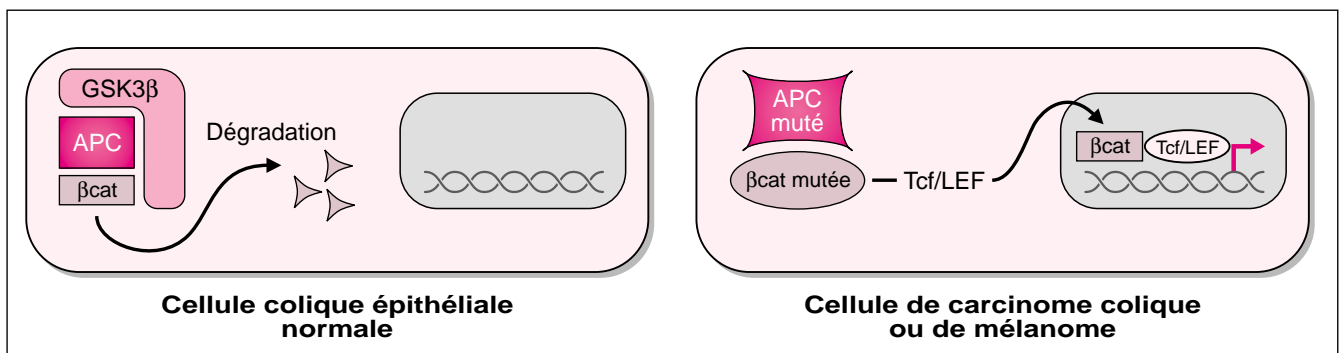 GSK3β
APC
βcat
Dégradation
Cellule colique épithéliale
normale
APC
muté
βcat mutée
Tcf/LEF
βcat
Tcf/LEF
Cellule de carcinome colique
ou de mélanome